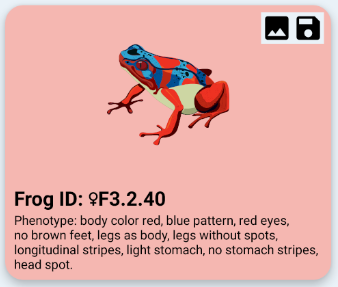 Frog ID: ♀F3.2.40
Phenotype: body color red, blue pattern, red eyes,
no brown feet, legs as body, legs without spots,
longitudinal stripes, light stomach, no stomach stripes,
head spot.